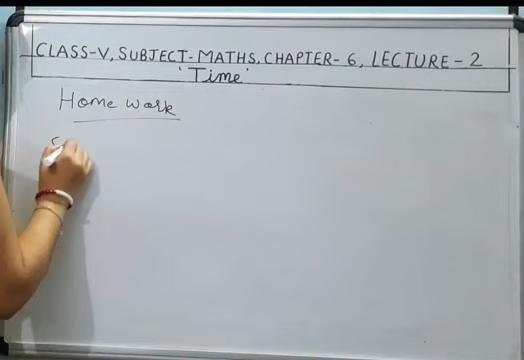 CLASS-V, SUBJECT-MATHS, CHAPTER-6, LECTURE-2
'Time'
Home work